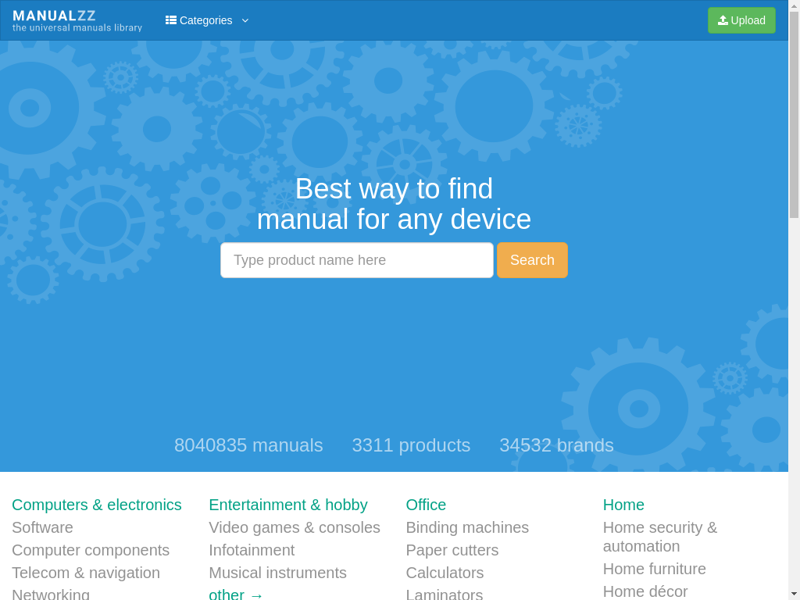 MANUALZZ
the universal manuals library
Categories
Upload
Best way to find
manual for any device
Type product name here
Search
8040835 manuals
3311 products
34532 brands
Computers & electronics
Software
Computer components
Telecom & navigation
Networking
Entertainment & hobby
Video games & consoles
Infotainment
Musical instruments
other →
Office
Binding machines
Paper cutters
Calculators
Laminators
Home
Home security &
automation
Home furniture
Home décor